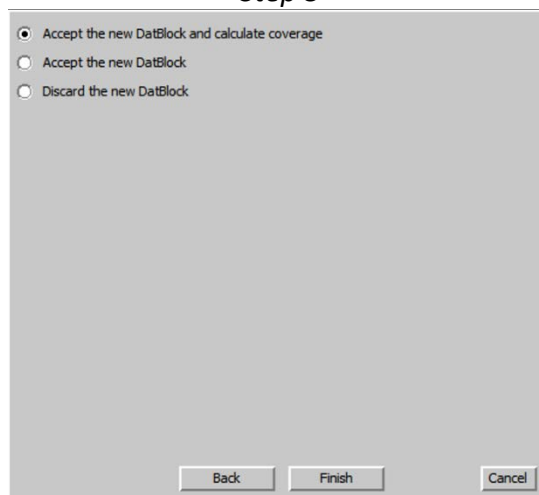 Accept the new DatBlock and calculate coverage
Accept the new DatBlock
Discard the new DatBlock
Back Finish Cancel